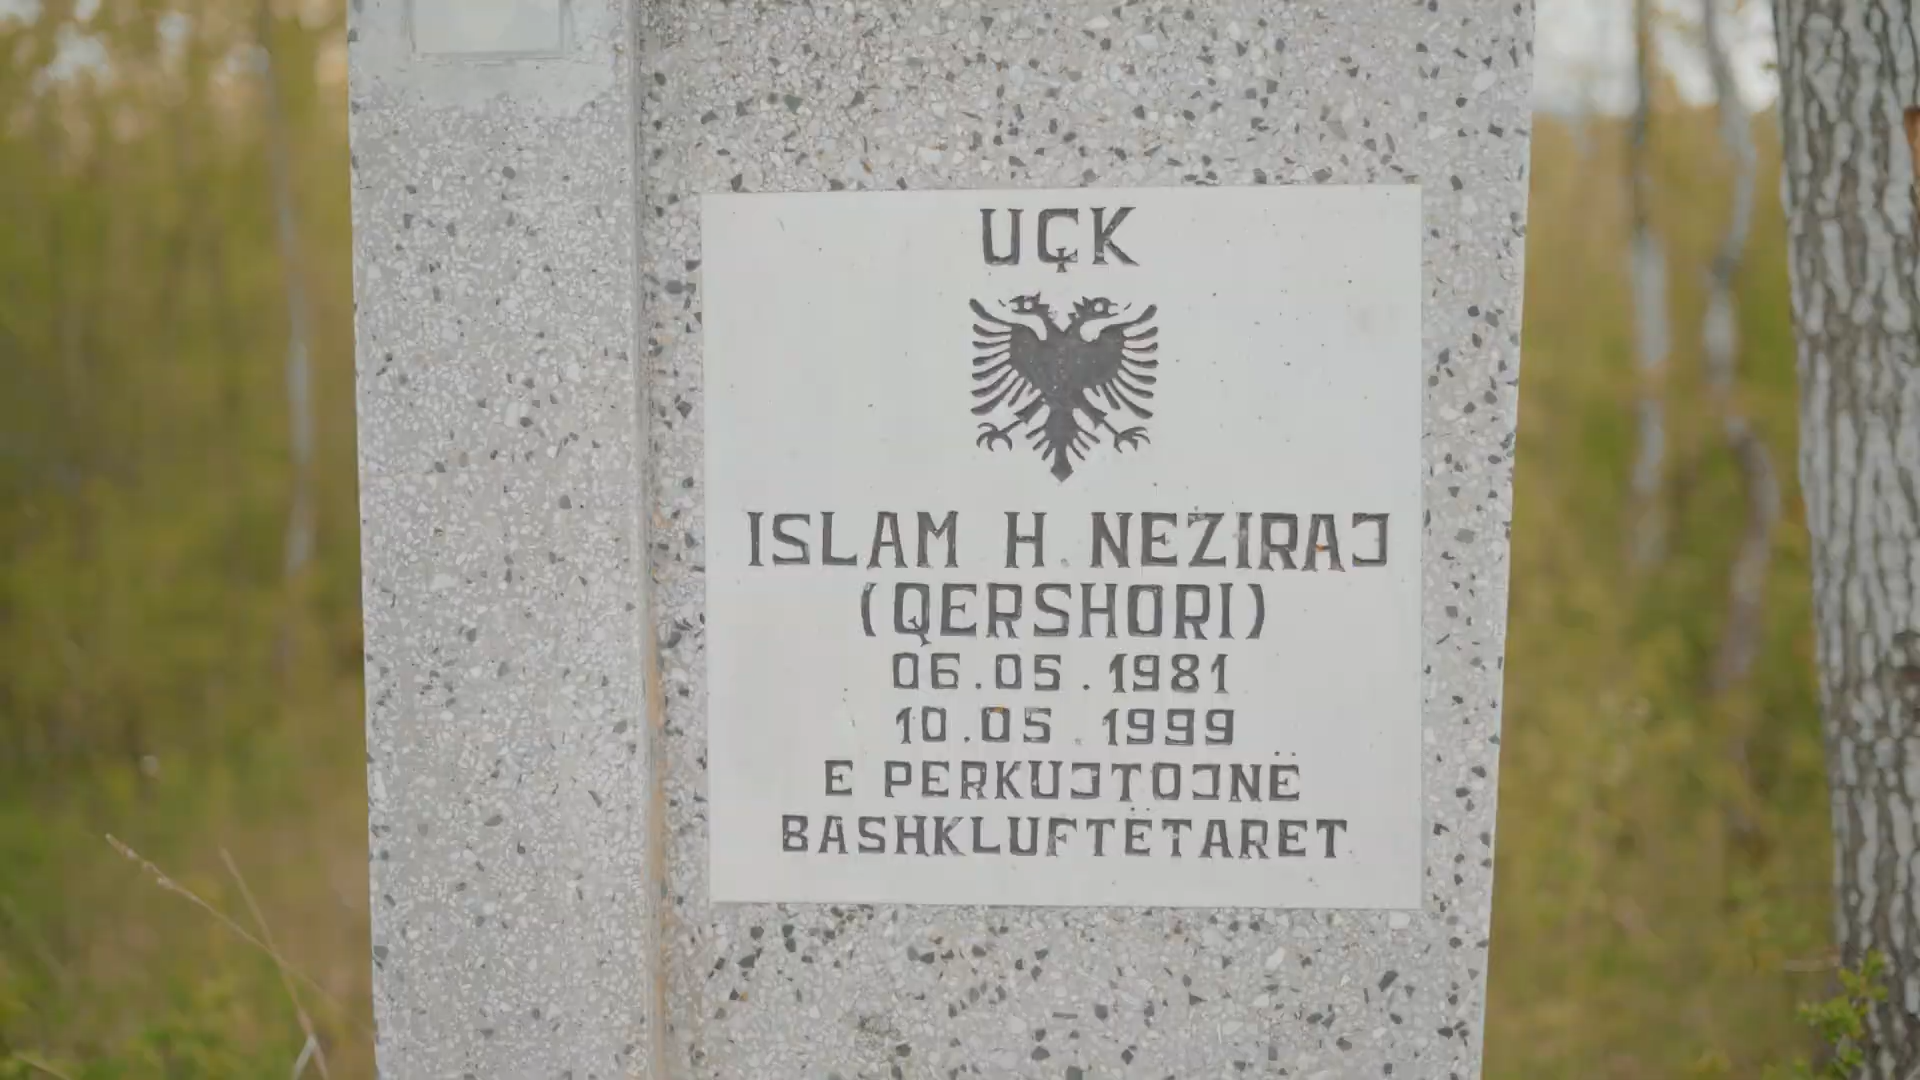 UÇK
ISLAM H. NEZIRAJ
(QERSHORI)
06.05.1981
10.05.1999
E PERKUJTOJNË
BASHKLUFTËTARET